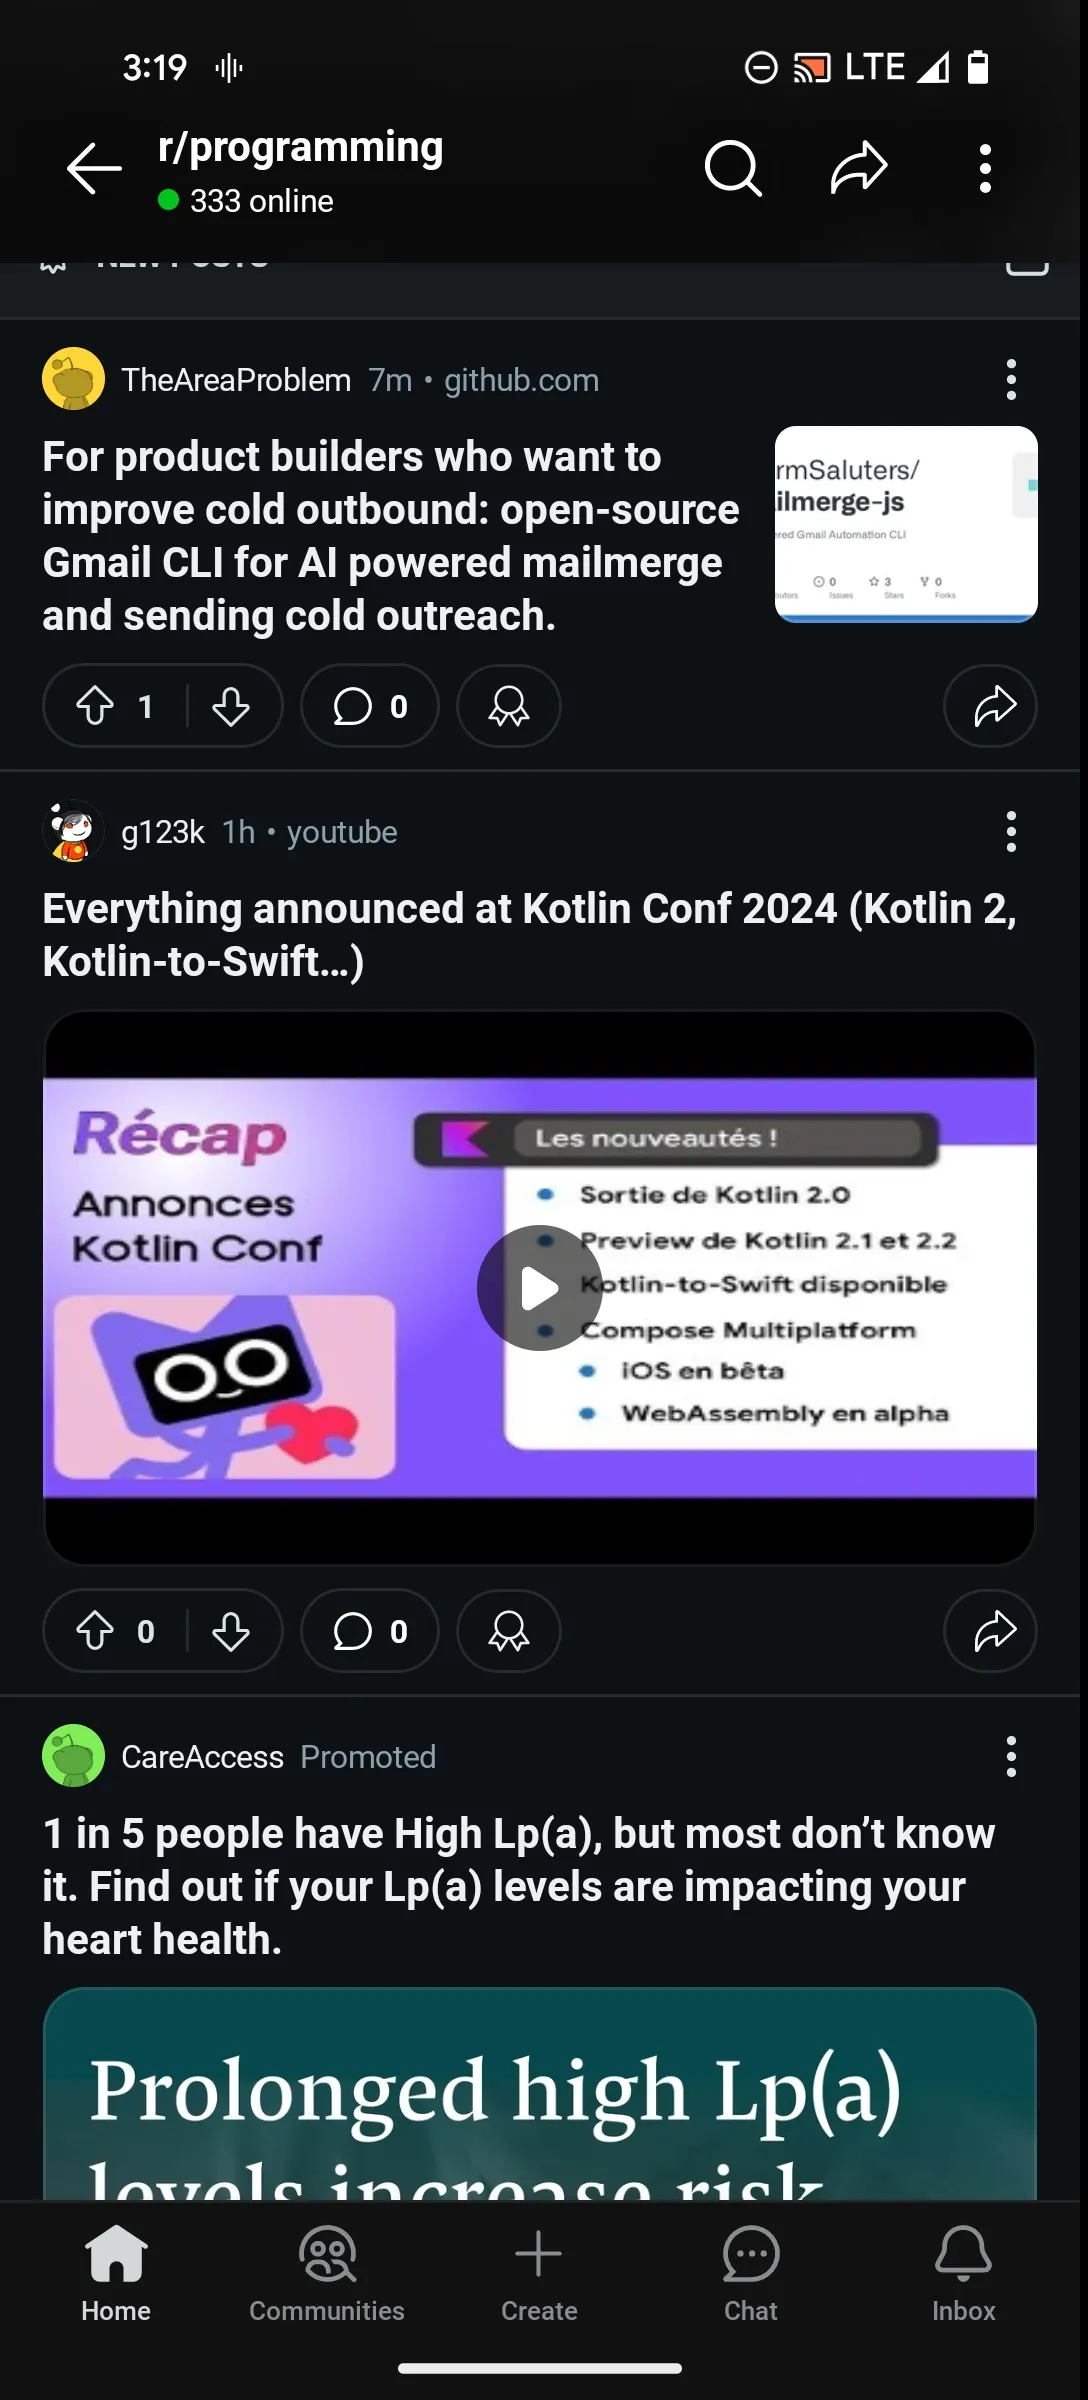 3:19
LTE
r/programming
333 online
NEW POSTS
TheAreaProblem 7m • github.com
For product builders who want to
improve cold outbound: open-source
Gmail CLI for AI powered mailmerge
and sending cold outreach.
rmSaluters/
ilmerge-js
ered Gmail Automation CLI
0 3 0
butors Issues Stars Forks
1 0
g123k 1h • youtube
Everything announced at Kotlin Conf 2024 (Kotlin 2,
Kotlin-to-Swift…)
Récap
Annonces
Kotlin Conf
Les nouveautés !
Sortie de Kotlin 2.0
Preview de Kotlin 2.1 et 2.2
Kotlin-to-Swift disponible
Compose Multiplatform
iOS en bêta
WebAssembly en alpha
0 0
CareAccess Promoted
1 in 5 people have High Lp(a), but most don’t know
it. Find out if your Lp(a) levels are impacting your
heart health.
Prolonged high Lp(a)
levels increase risk
Home
Communities
Create
Chat
Inbox